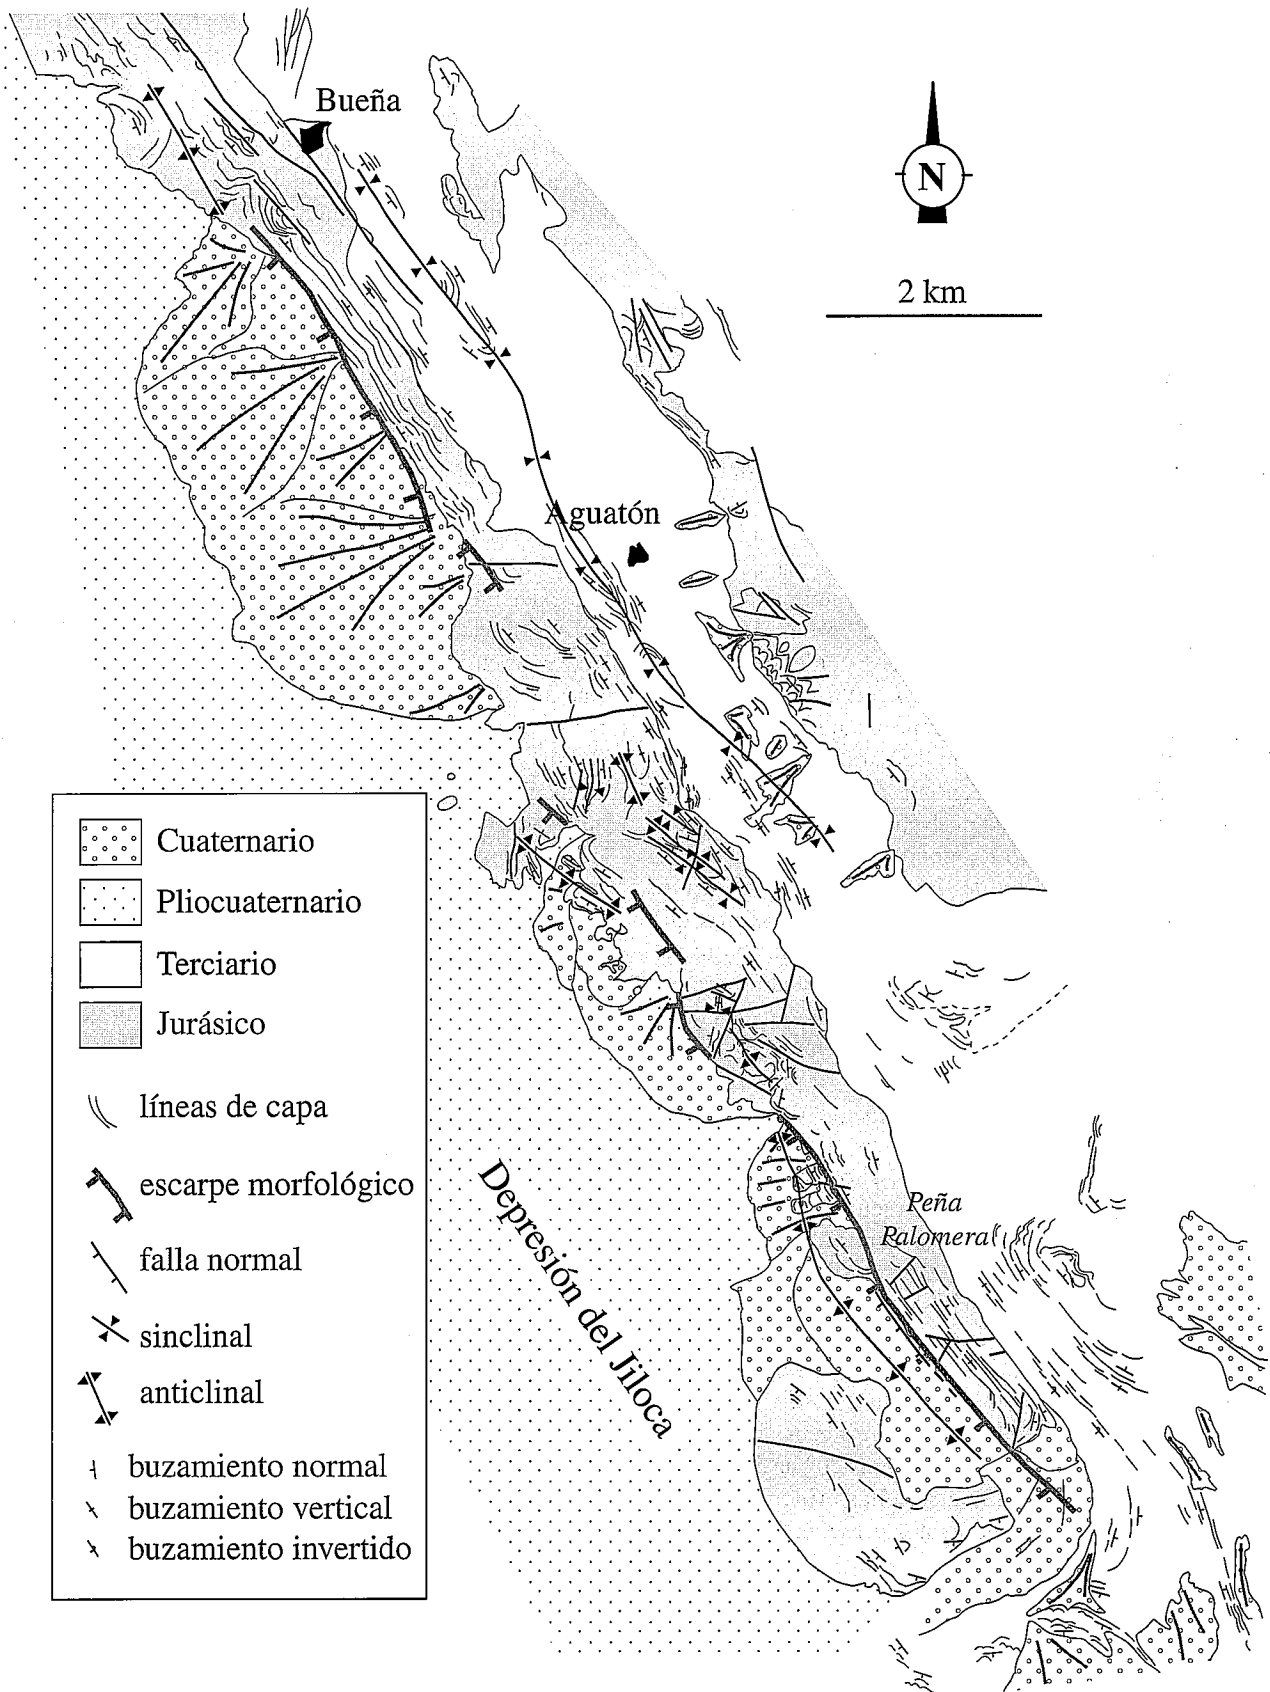 Bueña
N
2 km
Aguatón
Cuaternario
Pliocuaternario
Terciario
Jurásico
líneas de capa
escarpe morfológico
falla normal
sinclinal
anticlinal
buzamiento normal
buzamiento vertical
buzamiento invertido
Depresión del Jiloca
Peña
Palomera